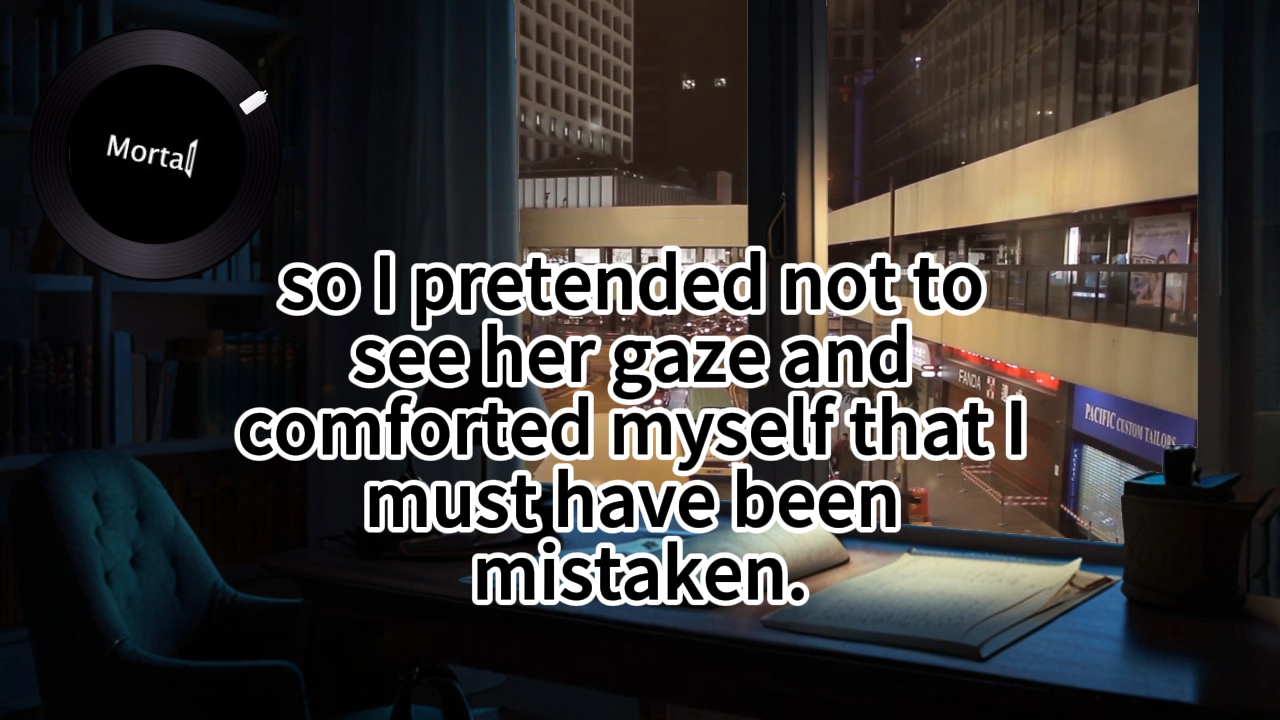 Mortal
so I pretended not to
see her gaze and
comforted myself that I
must have been
mistaken.
FANDA
PACIFIC CUSTOM TAILORS